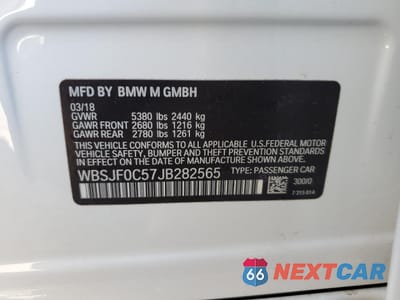 MFD BY BMW M GMBH
03/18
GVWR 5380 lbs 2440 kg
GAWR FRONT 2680 lbs 1216 kg
GAWR REAR 2780 lbs 1261 kg
THIS VEHICLE CONFORMS TO ALL APPLICABLE U.S. FEDERAL MOTOR
VEHICLE SAFETY, BUMPER, AND THEFT PREVENTION STANDARDS IN
EFFECT ON THE DATE OF MANUFACTURE SHOWN ABOVE.
WBSJF0C57JB282565 TYPE: PASSENGER CAR
300/0
66 NEXTCAR